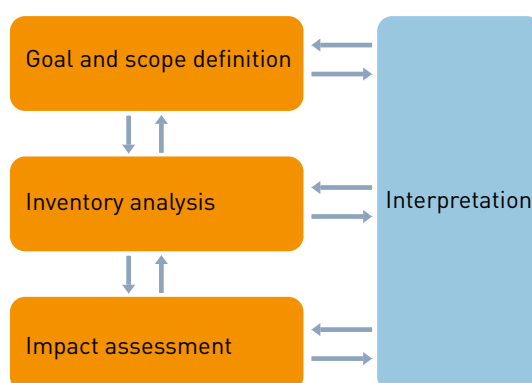 Goal and scope definition
Inventory analysis
Interpretation
Impact assessment